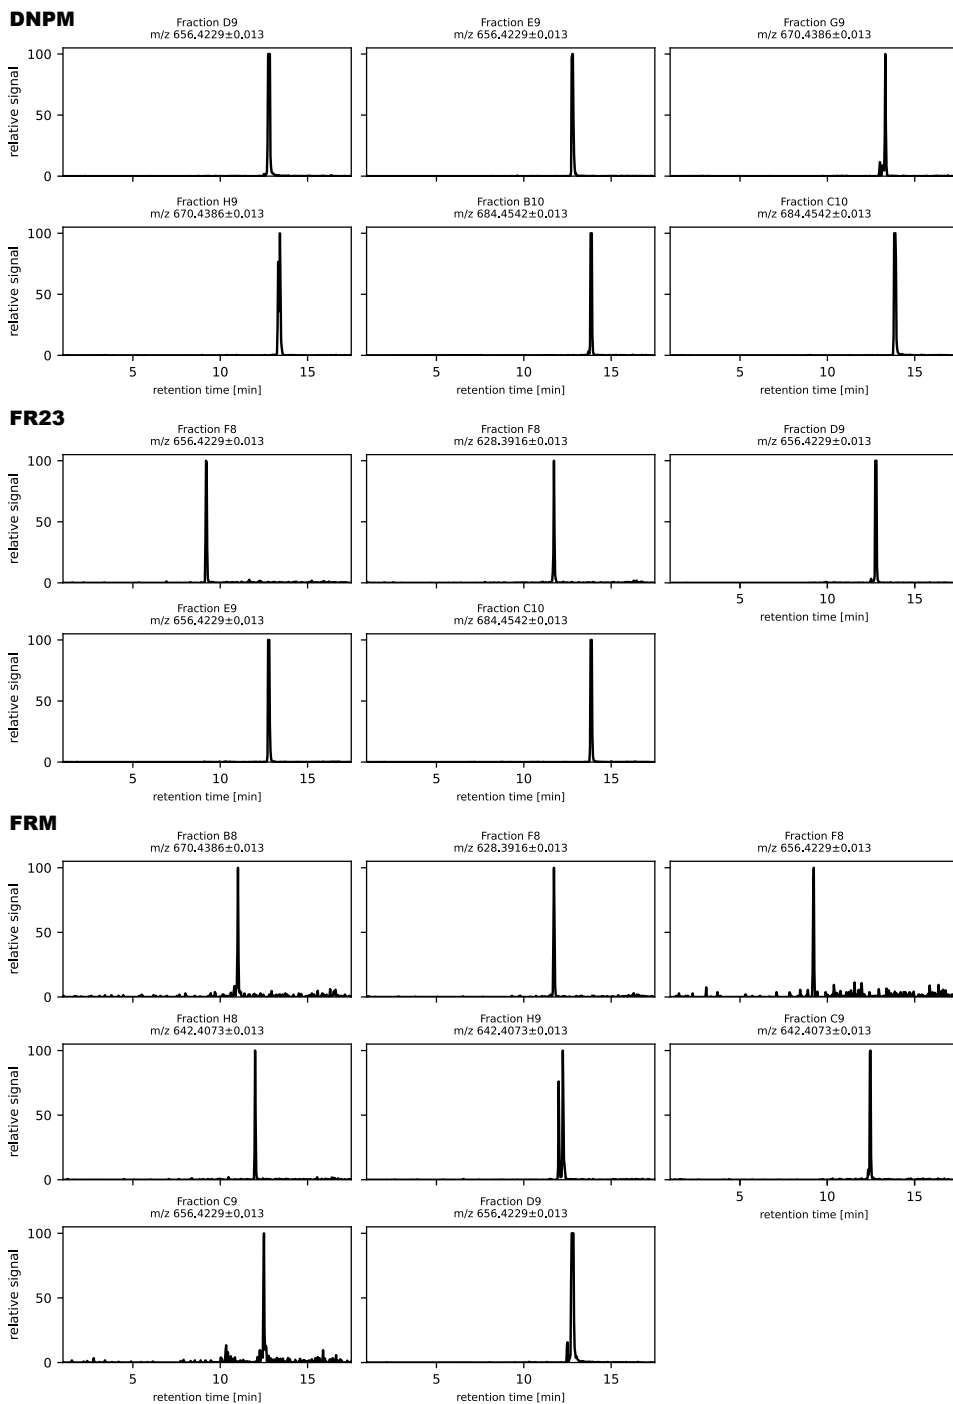 DNPM
Fraction D9
m/z 656.4229±0.013
Fraction E9
m/z 656.4229±0.013
Fraction G9
m/z 670.4386±0.013
relative signal
100
50
0
Fraction H9
m/z 670.4386±0.013
Fraction B10
m/z 684.4542±0.013
Fraction C10
m/z 684.4542±0.013
relative signal
100
50
0
5 10 15
5 10 15
5 10 15
retention time [min]
retention time [min]
retention time [min]
FR23
Fraction F8
m/z 656.4229±0.013
Fraction F8
m/z 628.3916±0.013
Fraction D9
m/z 656.4229±0.013
relative signal
100
50
0
5 10 15
retention time [min]
Fraction E9
m/z 656.4229±0.013
Fraction C10
m/z 684.4542±0.013
relative signal
100
50
0
5 10 15
5 10 15
retention time [min]
retention time [min]
FRM
Fraction B8
m/z 670.4386±0.013
Fraction F8
m/z 628.3916±0.013
Fraction F8
m/z 656.4229±0.013
relative signal
100
50
0
Fraction H8
m/z 642.4073±0.013
Fraction H9
m/z 642.4073±0.013
Fraction C9
m/z 642.4073±0.013
relative signal
100
50
0
5 10 15
retention time [min]
Fraction C9
m/z 656.4229±0.013
Fraction D9
m/z 656.4229±0.013
relative signal
100
50
0
5 10 15
5 10 15
retention time [min]
retention time [min]